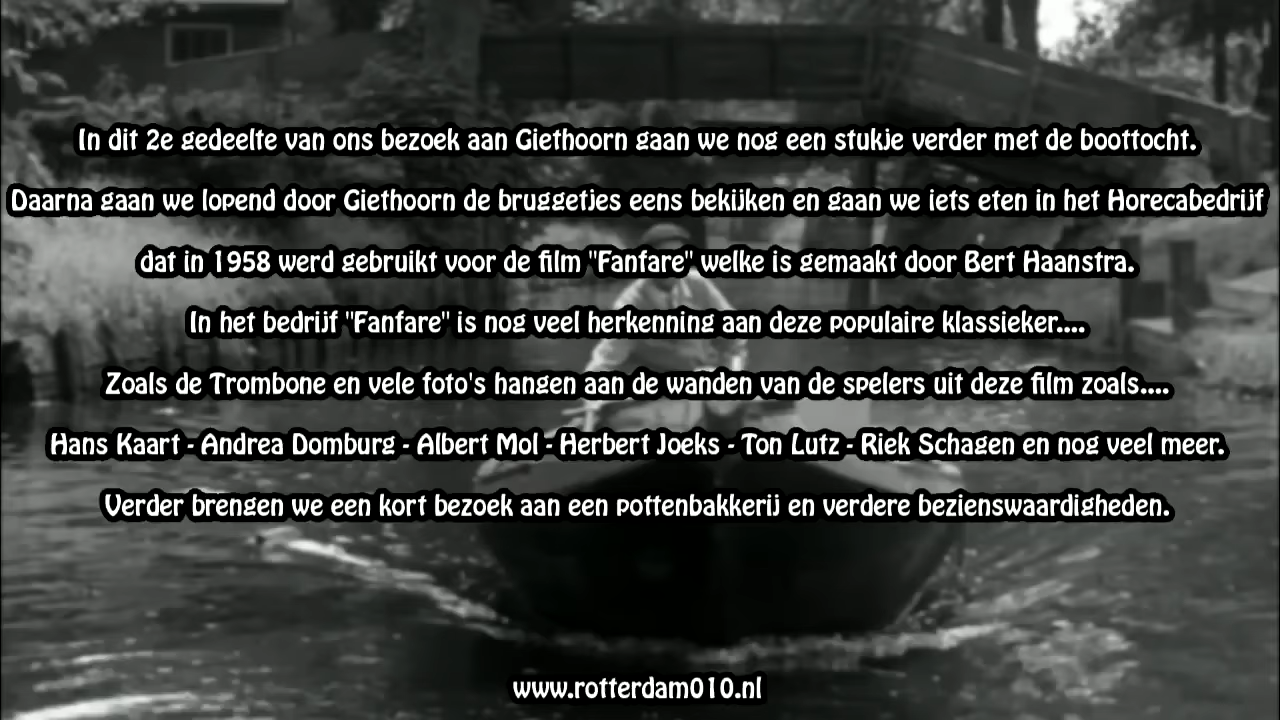 In dit 2e gedeelte van ons bezoek aan Giethoorn gaan we nog een stukje verder met de boottocht.
Daarna gaan we lopend door Giethoorn de bruggetjes eens bekijken en gaan we iets eten in het Horecabedrijf
dat in 1958 werd gebruikt voor de film "Fanfare" welke is gemaakt door Bert Haanstra.
In het bedrijf "Fanfare" is nog veel herkenning aan deze populaire klassieker....
Zoals de Trombone en vele foto's hangen aan de wanden van de spelers uit deze film zoals....
Hans Kaart - Andrea Domburg - Albert Mol - Herbert Joeks - Ton Lutz - Riek Schagen en nog veel meer.
Verder brengen we een kort bezoek aan een pottenbakkerij en verdere bezienswaardigheden.
www.rotterdam010.nl